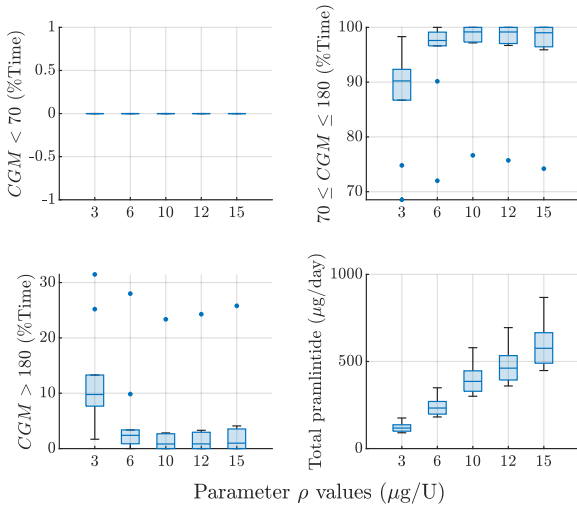 CGM < 70 (%Time)
1
0.5
0
-0.5
-1
3 6 10 12 15
70 ≤ CGM ≤ 180 (%Time)
100
90
80
70
3 6 10 12 15
CGM > 180 (%Time)
30
20
10
0
3 6 10 12 15
Total pramlintide (μg/day)
1000
500
0
3 6 10 12 15
Parameter ρ values (μg/U)